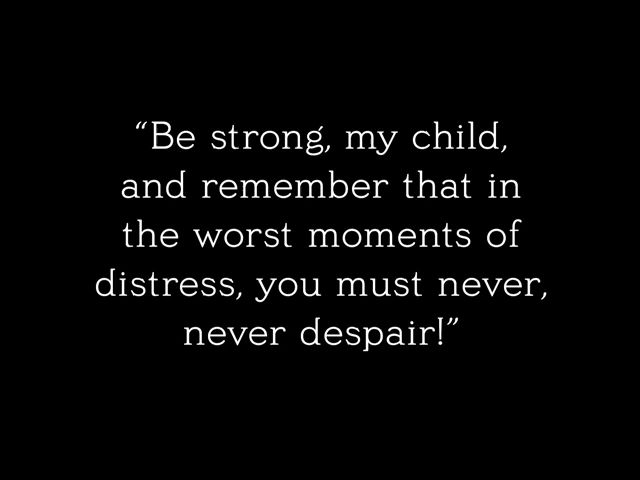 “Be strong, my child,
and remember that in
the worst moments of
distress, you must never,
never despair!”